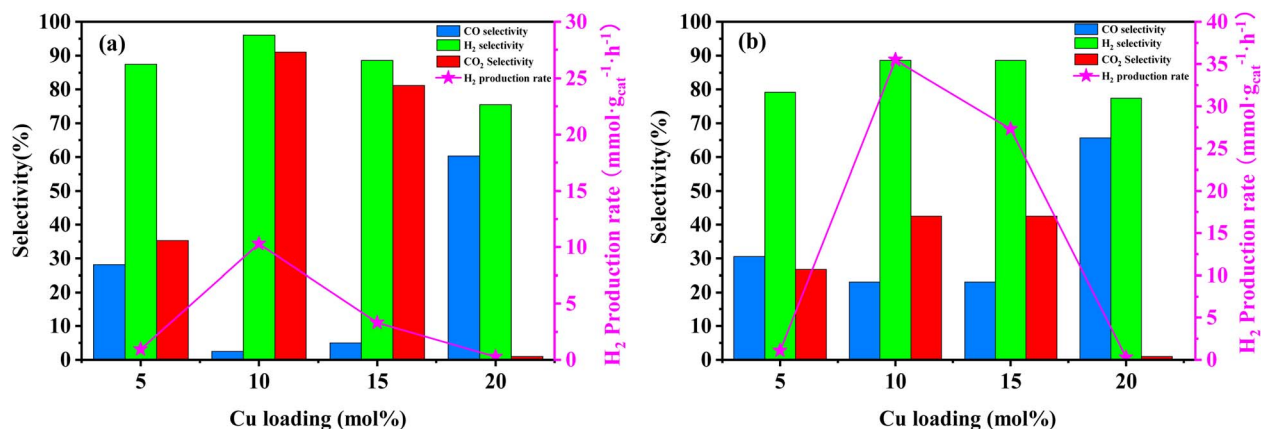 (a)
CO selectivity
H₂ selectivity
CO₂ Selectivity
H₂ production rate
100
90
80
70
60
50
40
30
20
10
0
Selectivity(%)
30
25
20
15
10
5
0
H₂ Production rate (mmol·g_cat⁻¹·h⁻¹)
5 10 15 20
Cu loading (mol%)
(b)
CO selectivity
H₂ selectivity
CO₂ Selectivity
H₂ production rate
100
90
80
70
60
50
40
30
20
10
0
Selectivity(%)
40
35
30
25
20
15
10
5
0
H₂ Production rate (mmol·g_cat⁻¹·h⁻¹)
5 10 15 20
Cu loading (mol%)